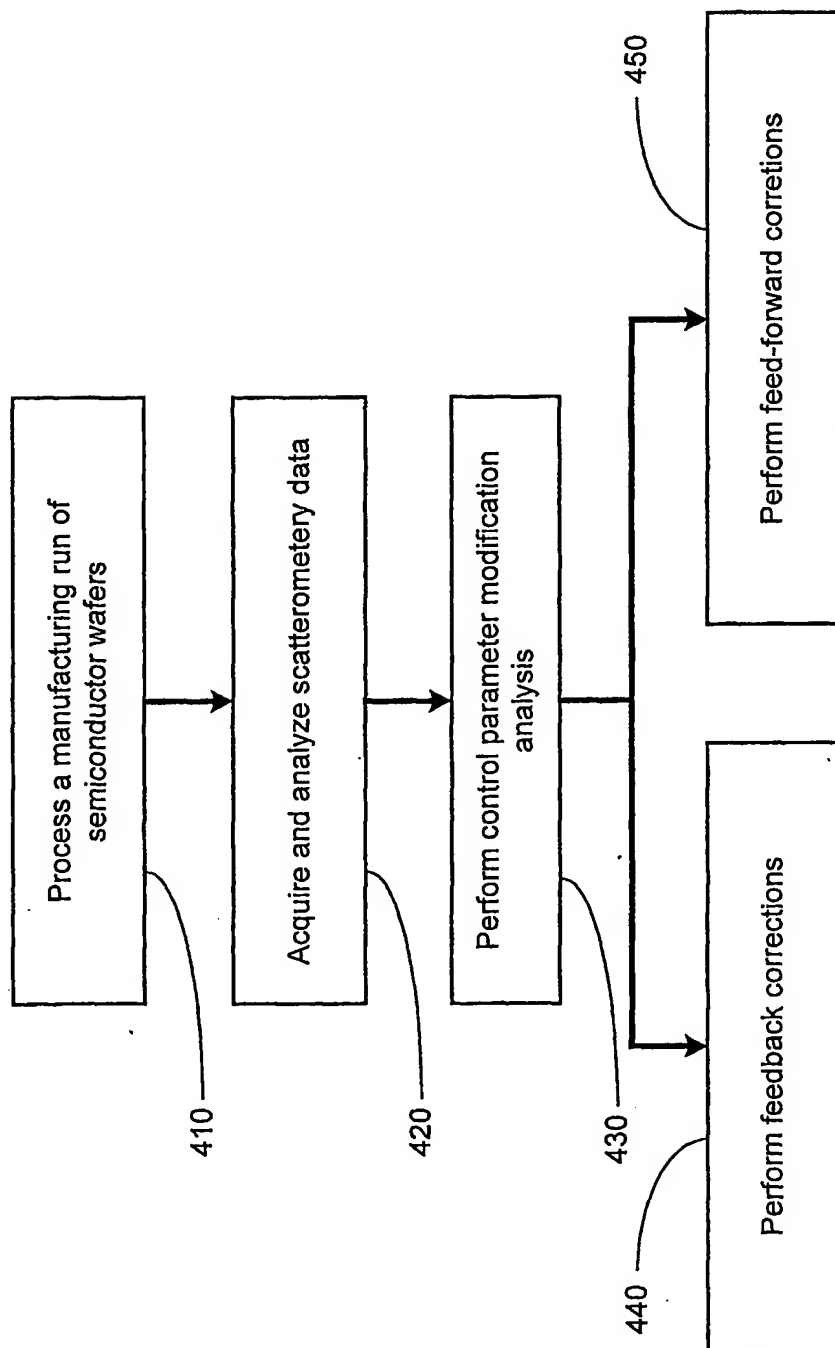 Process a manufacturing run of
semiconductor wafers
410
Acquire and analyze scatterometery data
420
Perform control parameter modification
analysis
430
Perform feedback corrections
440
Perform feed-forward corretions
450